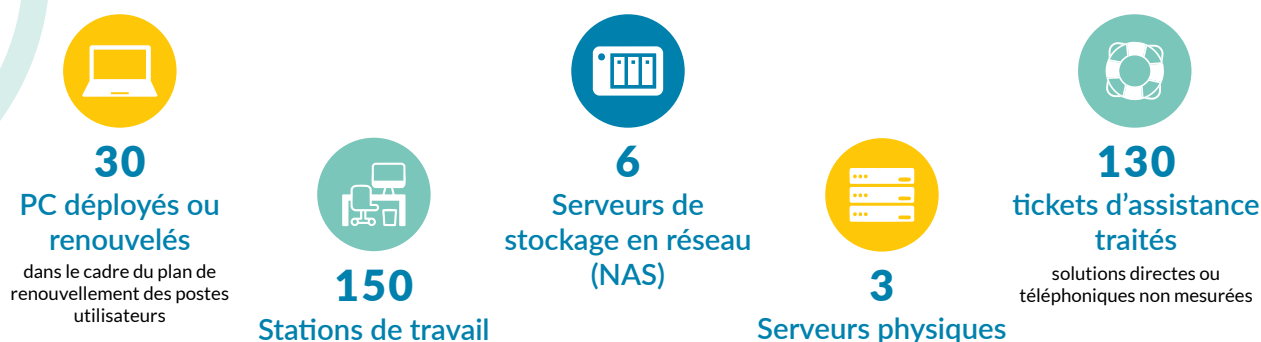 30
PC déployés ou
renouvelés
dans le cadre du plan de
renouvellement des postes
utilisateurs
150
Stations de travail
6
Serveurs de
stockage en réseau
(NAS)
3
Serveurs physiques
130
tickets d'assistance
traités
solutions directes ou
téléphoniques non mesurées